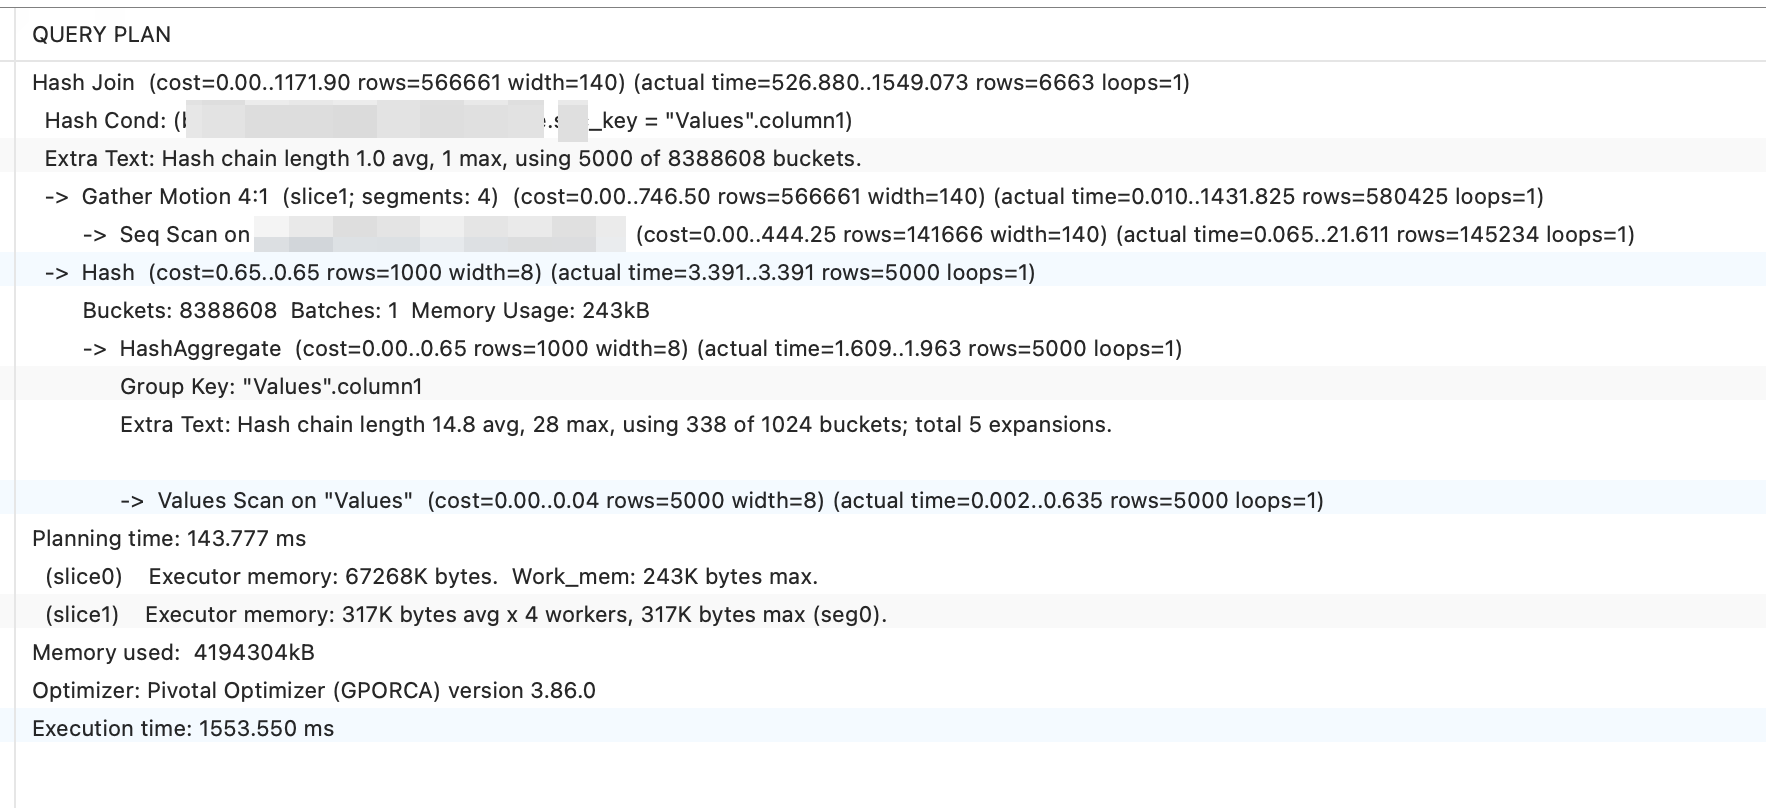 QUERY PLAN
Hash Join (cost=0.00..1171.90 rows=566661 width=140) (actual time=526.880..1549.073 rows=6663 loops=1)
Hash Cond: ( _key = "Values".column1)
Extra Text: Hash chain length 1.0 avg, 1 max, using 5000 of 8388608 buckets.
-> Gather Motion 4:1 (slice1; segments: 4) (cost=0.00..746.50 rows=566661 width=140) (actual time=0.010..1431.825 rows=580425 loops=1)
-> Seq Scan on (cost=0.00..444.25 rows=141666 width=140) (actual time=0.065..21.611 rows=145234 loops=1)
-> Hash (cost=0.65..0.65 rows=1000 width=8) (actual time=3.391..3.391 rows=5000 loops=1)
Buckets: 8388608 Batches: 1 Memory Usage: 243kB
-> HashAggregate (cost=0.00..0.65 rows=1000 width=8) (actual time=1.609..1.963 rows=5000 loops=1)
Group Key: "Values".column1
Extra Text: Hash chain length 14.8 avg, 28 max, using 338 of 1024 buckets; total 5 expansions.
-> Values Scan on "Values" (cost=0.00..0.04 rows=5000 width=8) (actual time=0.002..0.635 rows=5000 loops=1)
Planning time: 143.777 ms
(slice0) Executor memory: 67268K bytes. Work_mem: 243K bytes max.
(slice1) Executor memory: 317K bytes avg x 4 workers, 317K bytes max (seg0).
Memory used: 4194304kB
Optimizer: Pivotal Optimizer (GPORCA) version 3.86.0
Execution time: 1553.550 ms